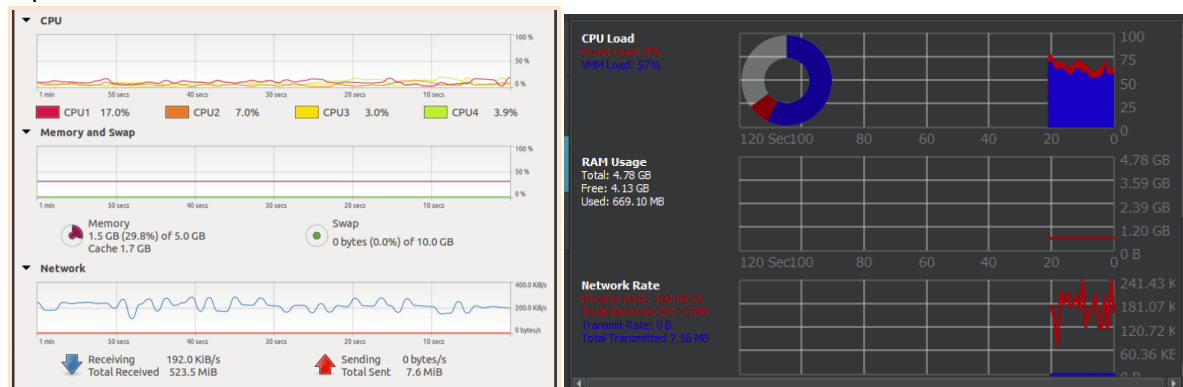 CPU
100 %
50 %
0 %
1 min 50 secs 40 secs 30 secs 20 secs 10 secs
CPU1 17.0% CPU2 7.0% CPU3 3.0% CPU4 3.9%
Memory and Swap
100 %
50 %
0 %
1 min 50 secs 40 secs 30 secs 20 secs 10 secs
Memory
1.5 GB (29.8%) of 5.0 GB
Cache 1.7 GB
Swap
0 bytes (0.0%) of 10.0 GB
Network
400.0 KiB/s
200.0 KiB/s
0 bytes/s
1 min 50 secs 40 secs 30 secs 20 secs 10 secs
Receiving 192.0 KiB/s
Total Received 523.5 MiB
Sending 0 bytes/s
Total Sent 7.6 MiB
CPU Load
Guest Load: 8%
VMM Load: 57%
100
75
50
25
0
120 Sec 100 80 60 40 20 0
RAM Usage
Total: 4.78 GB
Free: 4.13 GB
Used: 669.10 MB
4.78 GB
3.59 GB
2.39 GB
1.20 GB
0 B
120 Sec 100 80 60 40 20 0
Network Rate
Receive Rate:
Total Received
Transmit Rate: 0 B
Total Transmitted 7.56 MB
241.43 K
181.07 K
120.72 K
60.36 KB
0 B